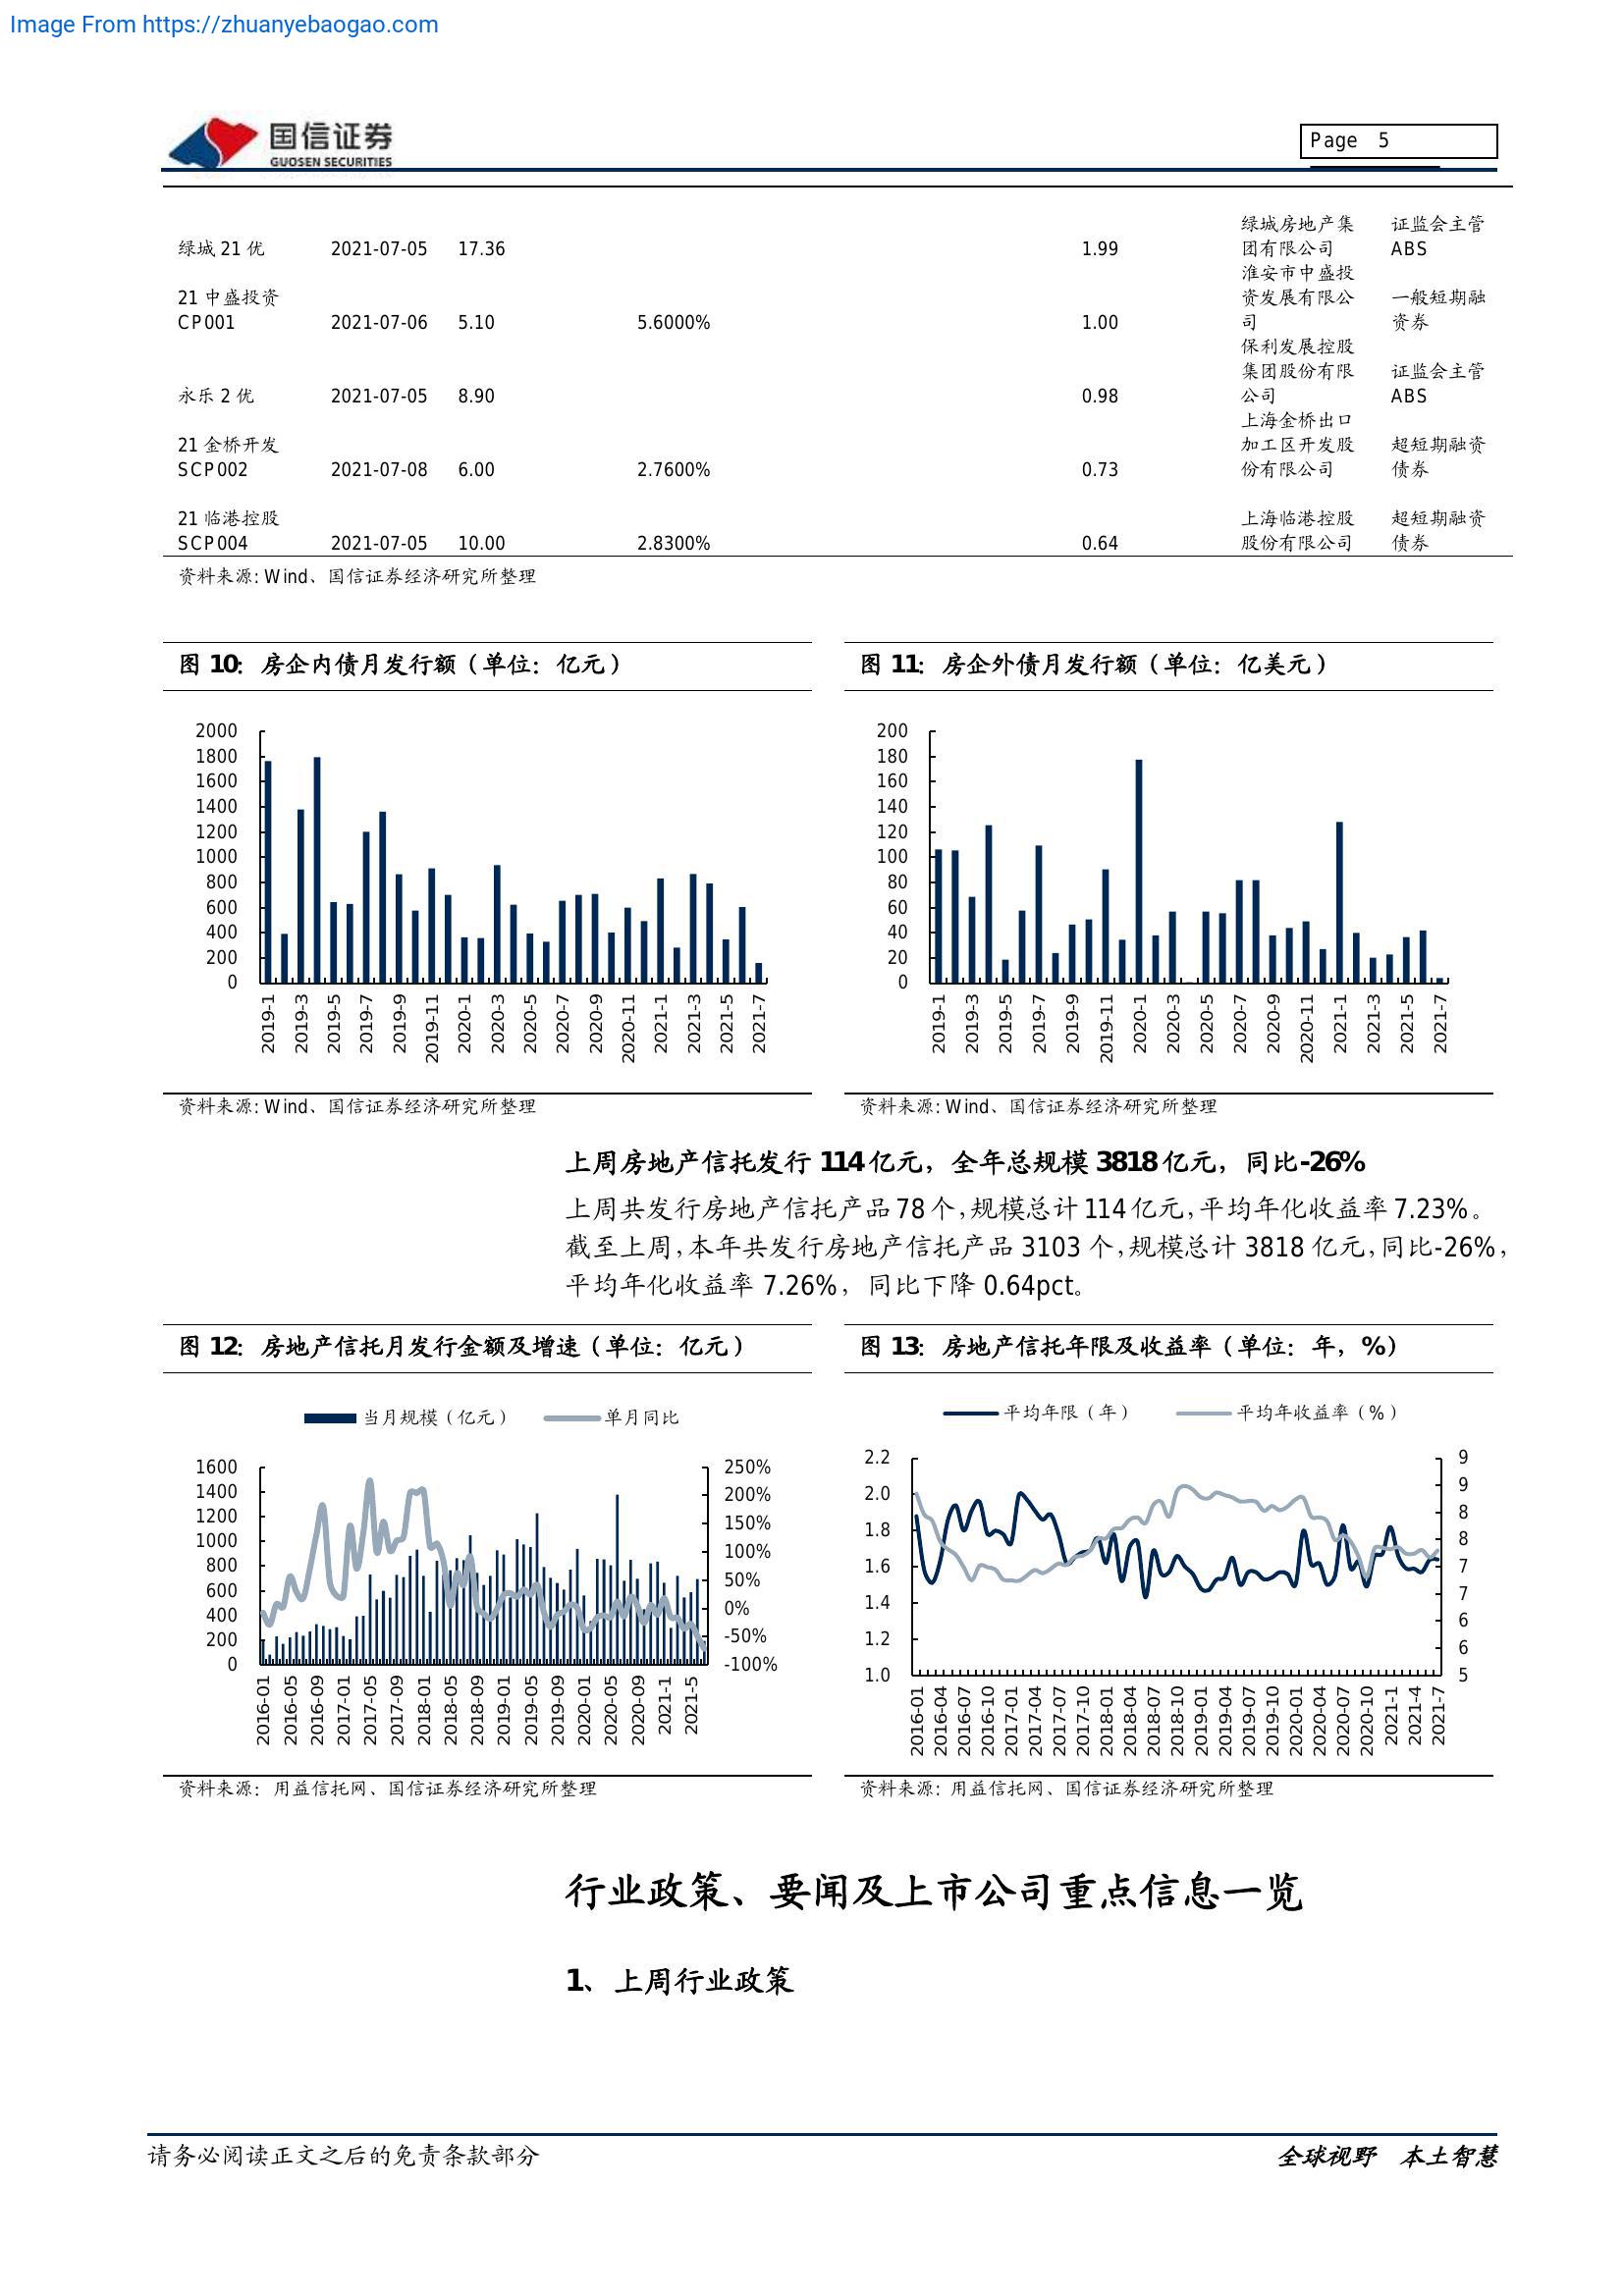 Image From https://zhuanyebaogao.com
国信证券
GUOSEN SECURITIES
Page 5
绿城房地产集 证监会主管
绿城 21 优 2021-07-05 17.36 1.99 团有限公司 ABS
淮安市中盛投
21 中盛投资 资发展有限公 一般短期融
CP001 2021-07-06 5.10 5.6000% 1.00 司 资券
保利发展控股
集团股份有限 证监会主管
永乐 2 优 2021-07-05 8.90 0.98 公司 ABS
上海金桥出口
21 金桥开发 加工区开发股 超短期融资
SCP002 2021-07-08 6.00 2.7600% 0.73 份有限公司 债券
21 临港控股 上海临港控股 超短期融资
SCP004 2021-07-05 10.00 2.8300% 0.64 股份有限公司 债券
资料来源: Wind、国信证券经济研究所整理
图 10: 房企内债月发行额（单位：亿元）
2000
1800
1600
1400
1200
1000
800
600
400
200
0
2019-1 2019-3 2019-5 2019-7 2019-9 2019-11 2020-1 2020-3 2020-5 2020-7 2020-9 2020-11 2021-1 2021-3 2021-5 2021-7
资料来源: Wind、国信证券经济研究所整理
图 11: 房企外债月发行额（单位：亿美元）
200
180
160
140
120
100
80
60
40
20
0
2019-1 2019-3 2019-5 2019-7 2019-9 2019-11 2020-1 2020-3 2020-5 2020-7 2020-9 2020-11 2021-1 2021-3 2021-5 2021-7
资料来源: Wind、国信证券经济研究所整理
上周房地产信托发行 114 亿元，全年总规模 3818 亿元，同比-26%
上周共发行房地产信托产品 78 个，规模总计 114 亿元，平均年化收益率 7.23%。
截至上周，本年共发行房地产信托产品 3103 个，规模总计 3818 亿元，同比-26%，
平均年化收益率 7.26%，同比下降 0.64pct。
图 12: 房地产信托月发行金额及增速（单位：亿元）
当月规模（亿元） 单月同比
1600
1400
1200
1000
800
600
400
200
0
250%
200%
150%
100%
50%
0%
-50%
-100%
2016-01 2016-05 2016-09 2017-01 2017-05 2017-09 2018-01 2018-05 2018-09 2019-01 2019-05 2019-09 2020-01 2020-05 2020-09 2021-1 2021-5
资料来源：用益信托网、国信证券经济研究所整理
图 13: 房地产信托年限及收益率（单位：年，%）
平均年限（年） 平均年收益率（%）
2.2
2.0
1.8
1.6
1.4
1.2
1.0
9
9
8
8
7
7
6
6
5
2016-01 2016-04 2016-07 2016-10 2017-01 2017-04 2017-07 2017-10 2018-01 2018-04 2018-07 2018-10 2019-01 2019-04 2019-07 2019-10 2020-01 2020-04 2020-07 2020-10 2021-1 2021-4 2021-7
资料来源: 用益信托网、国信证券经济研究所整理
行业政策、要闻及上市公司重点信息一览
1、上周行业政策
请务必阅读正文之后的免责条款部分
全球视野 本土智慧